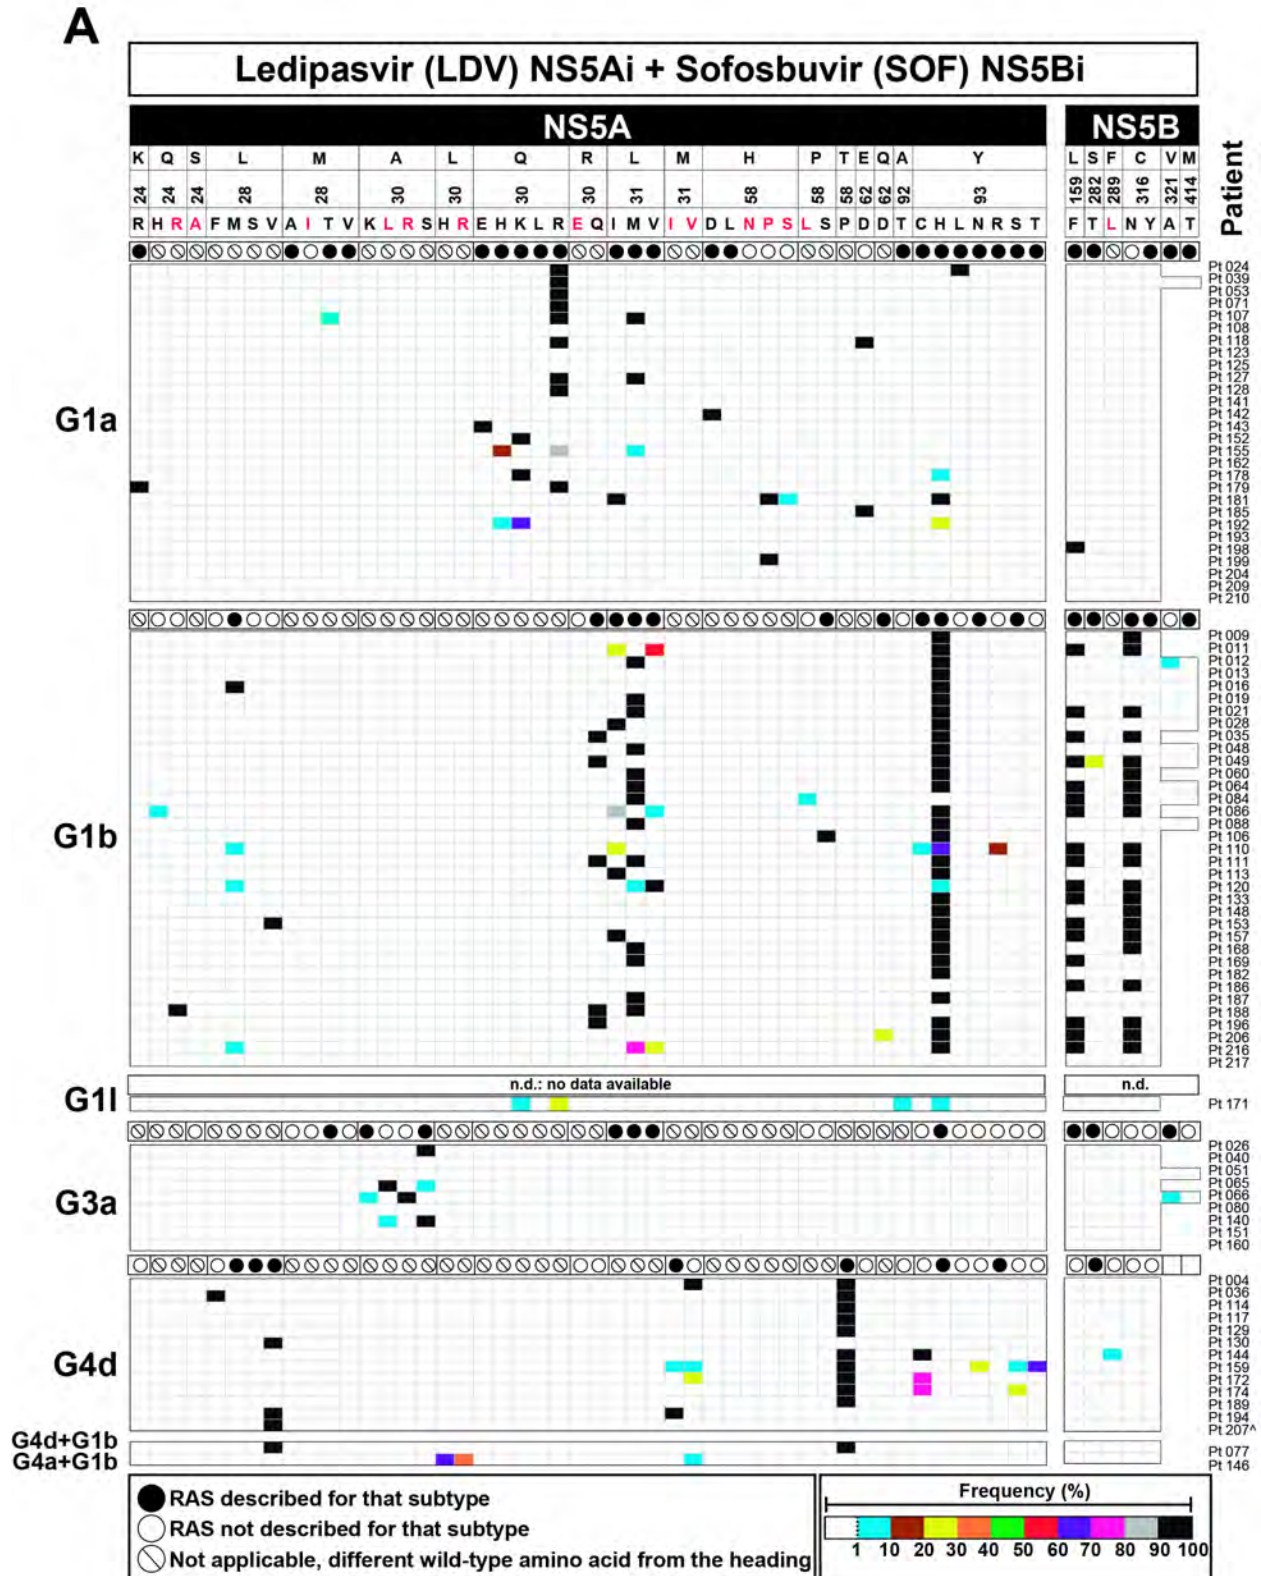 A
Ledipasvir (LDV) NS5Ai + Sofosbuvir (SOF) NS5Bi
NS5A NS5B
K Q S L M A L Q R L M H P T E Q A Y L S F C V M
24 24 24 28 28 30 30 30 30 31 31 58 58 58 62 62 92 93 159 282 289 316 321 414
R H R A F M S V A I T V K L R S H R E H K L R E Q I M V I V D L N P S L S P D D T C H L N R S T F T L N Y A T
Patient
G1a
Pt 024
Pt 039
Pt 053
Pt 071
Pt 107
Pt 108
Pt 118
Pt 123
Pt 125
Pt 127
Pt 128
Pt 141
Pt 142
Pt 143
Pt 152
Pt 155
Pt 162
Pt 178
Pt 179
Pt 181
Pt 185
Pt 192
Pt 193
Pt 198
Pt 199
Pt 204
Pt 209
Pt 210
G1b
Pt 009
Pt 011
Pt 012
Pt 013
Pt 016
Pt 019
Pt 021
Pt 028
Pt 035
Pt 048
Pt 049
Pt 060
Pt 064
Pt 084
Pt 086
Pt 088
Pt 106
Pt 110
Pt 111
Pt 113
Pt 120
Pt 133
Pt 148
Pt 153
Pt 157
Pt 168
Pt 169
Pt 182
Pt 186
Pt 187
Pt 188
Pt 196
Pt 206
Pt 216
Pt 217
n.d.: no data available n.d.
G1l
Pt 171
G3a
Pt 026
Pt 040
Pt 051
Pt 065
Pt 066
Pt 080
Pt 140
Pt 151
Pt 160
G4d
Pt 004
Pt 036
Pt 114
Pt 117
Pt 129
Pt 130
Pt 144
Pt 159
Pt 172
Pt 174
Pt 189
Pt 194
Pt 207^
G4d+G1b Pt 077
G4a+G1b Pt 146
RAS described for that subtype
RAS not described for that subtype
Not applicable, different wild-type amino acid from the heading
Frequency (%)
1 10 20 30 40 50 60 70 80 90 100